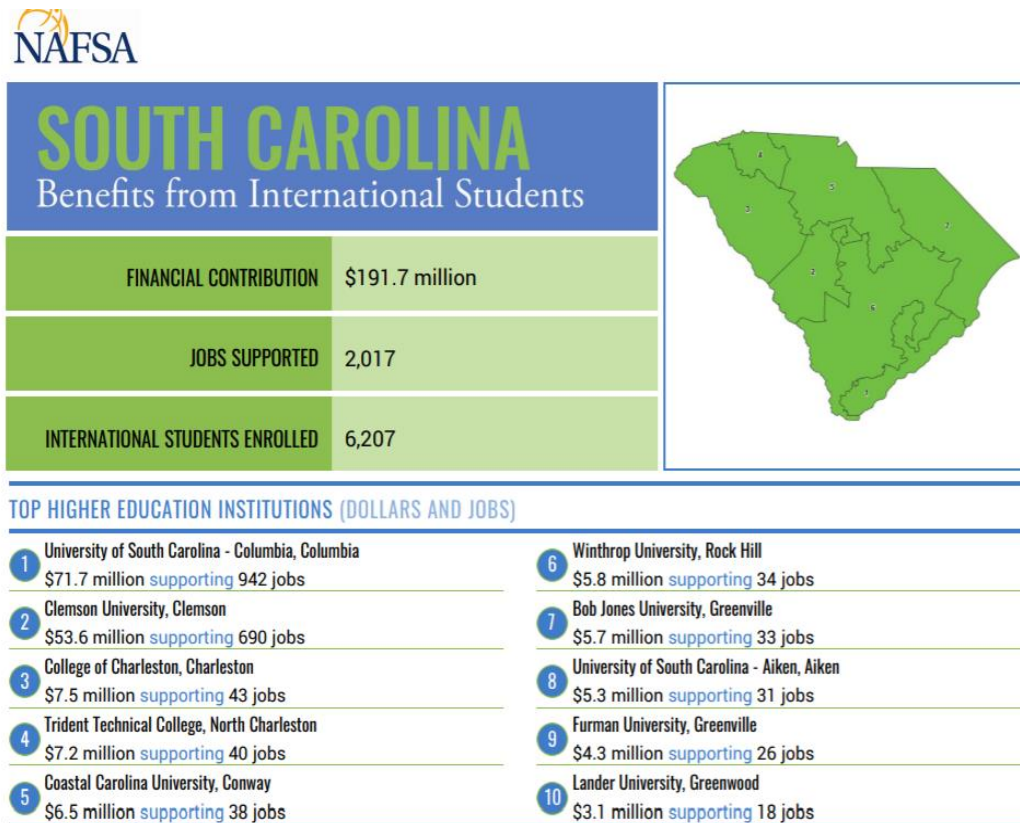 NAFSA
SOUTH CAROLINA
Benefits from International Students
FINANCIAL CONTRIBUTION $191.7 million
JOBS SUPPORTED 2,017
INTERNATIONAL STUDENTS ENROLLED 6,207
4
5
3
7
2
6
1
TOP HIGHER EDUCATION INSTITUTIONS (DOLLARS AND JOBS)
1 University of South Carolina - Columbia, Columbia
$71.7 million supporting 942 jobs
2 Clemson University, Clemson
$53.6 million supporting 690 jobs
3 College of Charleston, Charleston
$7.5 million supporting 43 jobs
4 Trident Technical College, North Charleston
$7.2 million supporting 40 jobs
5 Coastal Carolina University, Conway
$6.5 million supporting 38 jobs
6 Winthrop University, Rock Hill
$5.8 million supporting 34 jobs
7 Bob Jones University, Greenville
$5.7 million supporting 33 jobs
8 University of South Carolina - Aiken, Aiken
$5.3 million supporting 31 jobs
9 Furman University, Greenville
$4.3 million supporting 26 jobs
10 Lander University, Greenwood
$3.1 million supporting 18 jobs